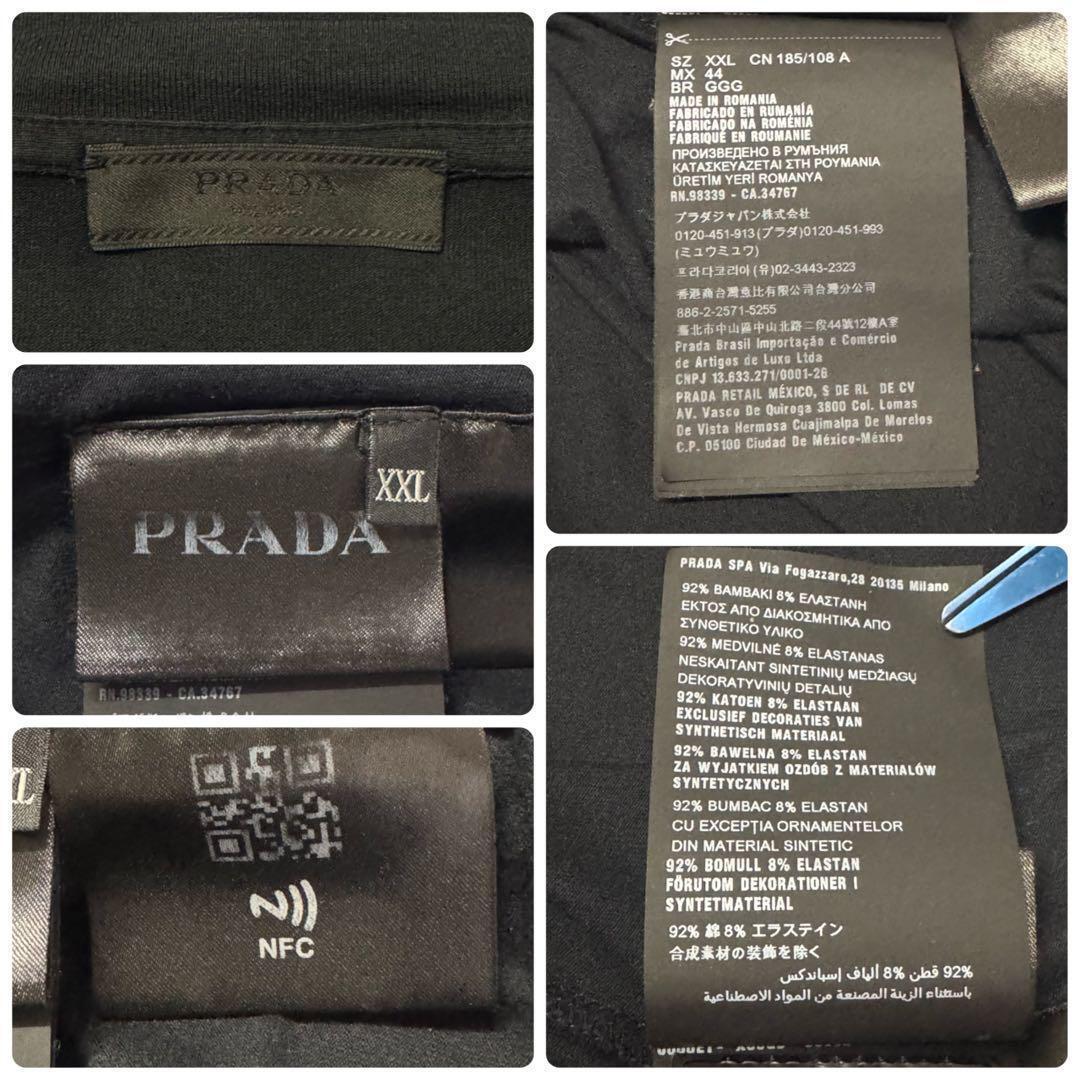 PRADA
SZ XXL CN 185/108 A
MX 44
BR GGG
MADE IN ROMANIA
FABRICADO EN RUMANÍA
FABRICADO NA ROMÉNIA
FABRIQUÉ EN ROUMANIE
ПРОИЗВЕДЕНО В РУМЪНИЯ
ΚΑΤΑΣΚΕΥΑΖΕΤΑΙ ΣΤΗ ΡΟΥΜΑΝΙΑ
ÜRETİM YERİ ROMANYA
RN.98339 - CA.34767
プラダジャパン株式会社
0120-451-913(プラダ)0120-451-993
(ミュウミュウ)
프라다코리아(유)02-3443-2323
香港商台灣普比有限公司台灣分公司
886-2-2571-5255
臺北市中山區中山北路二段44號12樓A室
Prada Brasil Importação e Comércio
de Artigos de Luxo Ltda
CNPJ 13.633.271/0001-26
PRADA RETAIL MÉXICO, S DE RL DE CV
AV. Vasco De Quiroga 3800 Col. Lomas
De Vista Hermosa Cuajimalpa De Morelos
C.P. 05100 Ciudad De México-México
XXL
PRADA
RN.98339 - CA.34767
NFC
PRADA SPA Via Fogazzaro,28 20135 Milano
92% ΒΑΜΒΑΚΙ 8% ΕΛΑΣΤΑΝΗ
ΕΚΤΟΣ ΑΠΟ ΔΙΑΚΟΣΜΗΤΙΚΑ ΑΠΟ
ΣΥΝΘΕΤΙΚΟ ΥΛΙΚΟ
92% MEDVILNĖ 8% ELASTANAS
NESKAITANT SINTETINIŲ MEDŽIAGŲ
DEKORATYVINIŲ DETALIŲ
92% KATOEN 8% ELASTAAN
EXCLUSIEF DECORATIES VAN
SYNTHETISCH MATERIAAL
92% BAWEŁNA 8% ELASTAN
ZA WYJATKIEM OZDÓB Z MATERIALÓW
SYNTETYCZNYCH
92% BUMBAC 8% ELASTAN
CU EXCEPȚIA ORNAMENTELOR
DIN MATERIAL SINTETIC
92% BOMULL 8% ELASTAN
FÖRUTOM DEKORATIONER I
SYNTETMATERIAL
92% 綿 8% エラステイン
合成素材の装飾を除く
92% قطن 8% ألياف إسباندكس
باستثناء الزينة المصنعة من المواد الاصطناعية